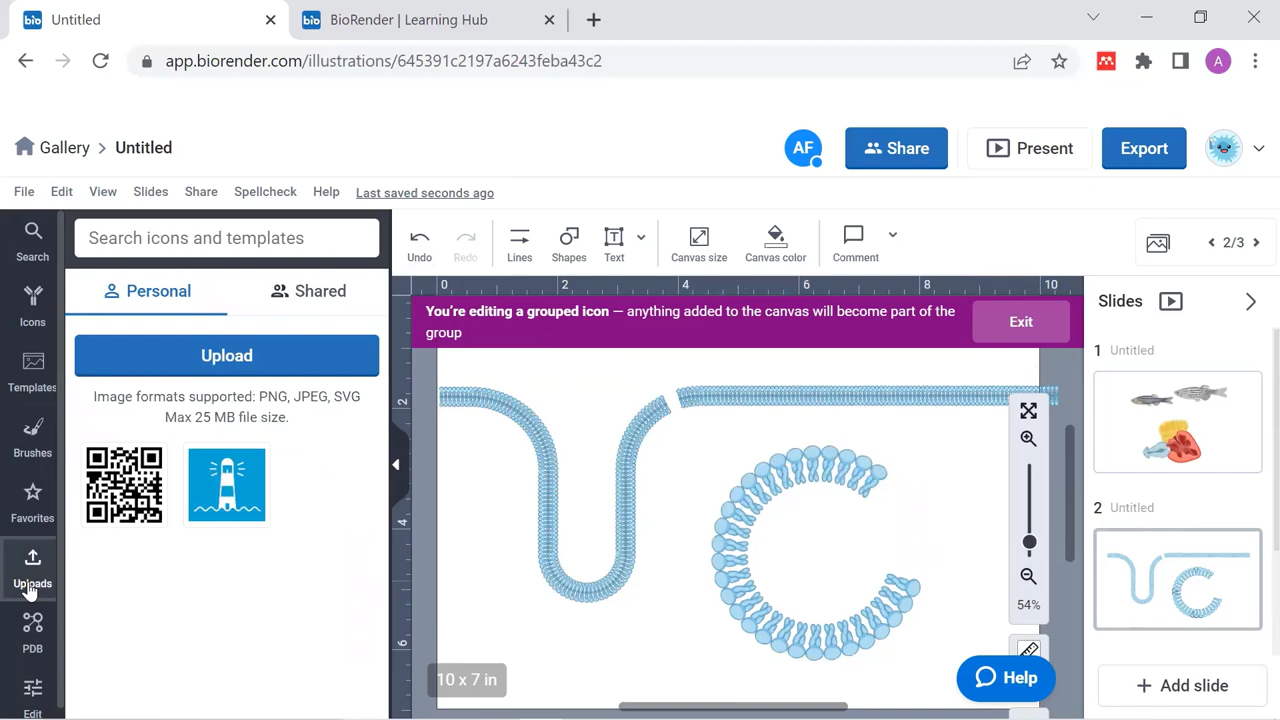 bio Untitled
bio BioRender | Learning Hub
app.biorender.com/illustrations/645391c2197a6243feba43c2
A
Gallery > Untitled
AF
Share
Present
Export
File Edit View Slides Share Spellcheck Help Last saved seconds ago
Search
Icons
Templates
Brushes
Favorites
Uploads
PDB
Edit
Search icons and templates
Personal
Shared
Upload
Image formats supported: PNG, JPEG, SVG
Max 25 MB file size.
Undo Redo Lines Shapes Text Canvas size Canvas color Comment
2/3
0 2 4 6 8 10
You're editing a grouped icon — anything added to the canvas will become part of the
group
Exit
2
4
6
54%
10 x 7 in
Help
Slides
1 Untitled
2 Untitled
+ Add slide